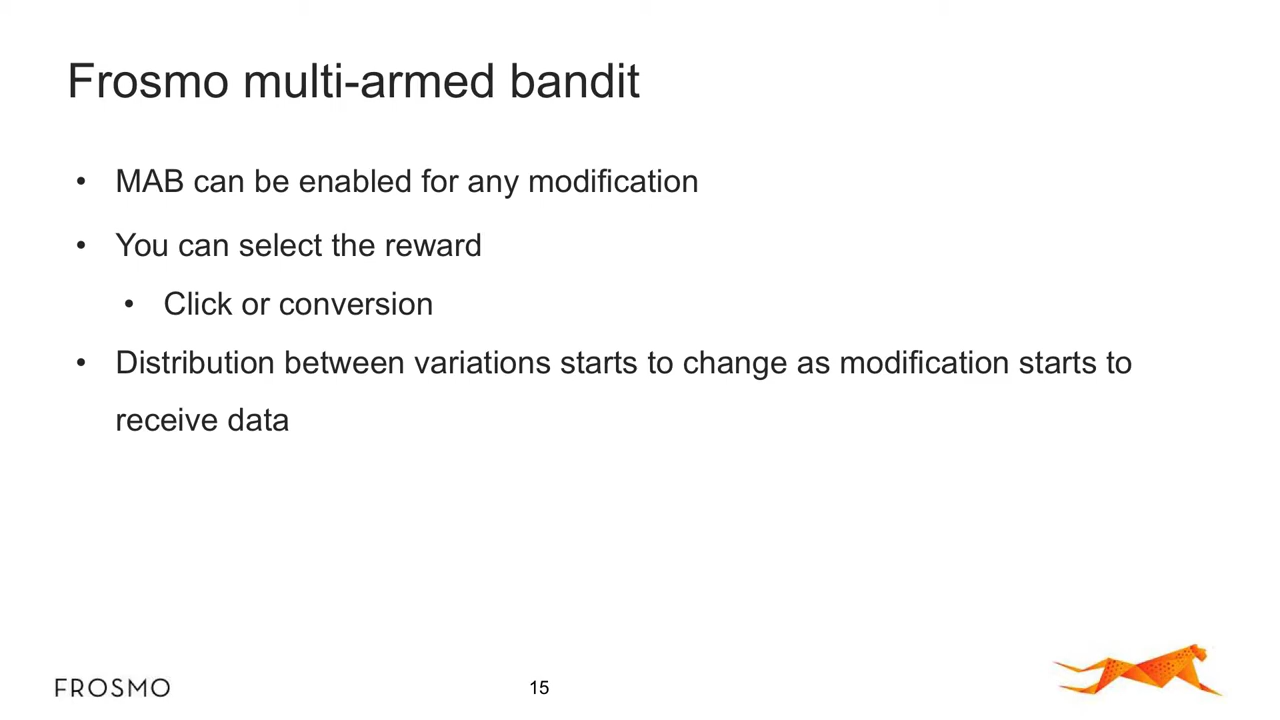 Frosmo multi-armed bandit
• MAB can be enabled for any modification
• You can select the reward
• Click or conversion
• Distribution between variations starts to change as modification starts to
receive data
FROSMO
15